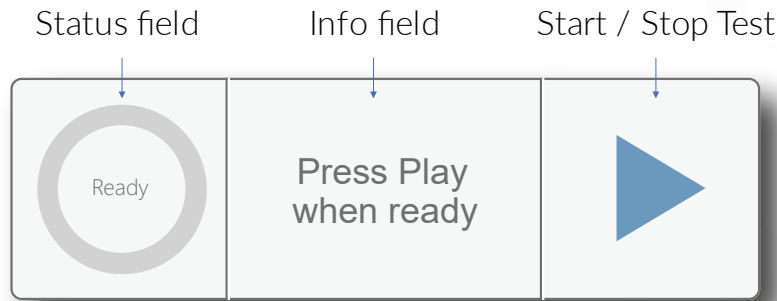 Status field
Info field
Start / Stop Test
Ready
Press Play
when ready